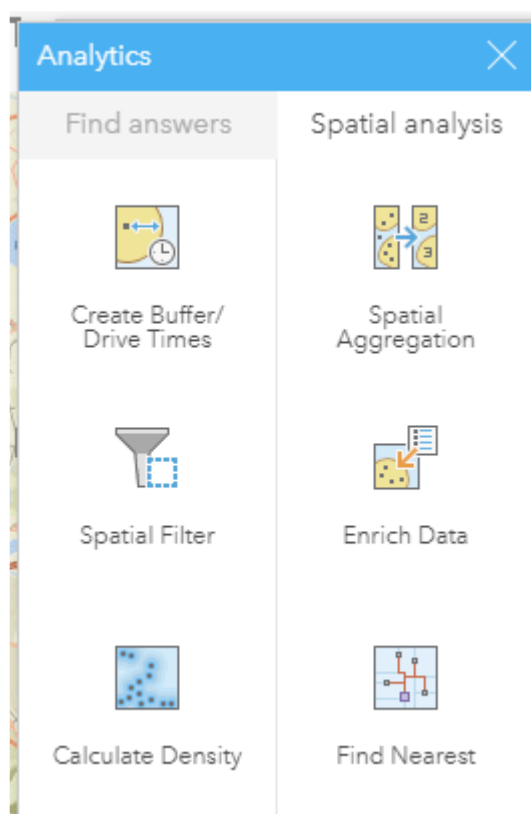 Analytics
Find answers
Spatial analysis
Create Buffer/
Drive Times
Spatial
Aggregation
Spatial Filter
Enrich Data
Calculate Density
Find Nearest